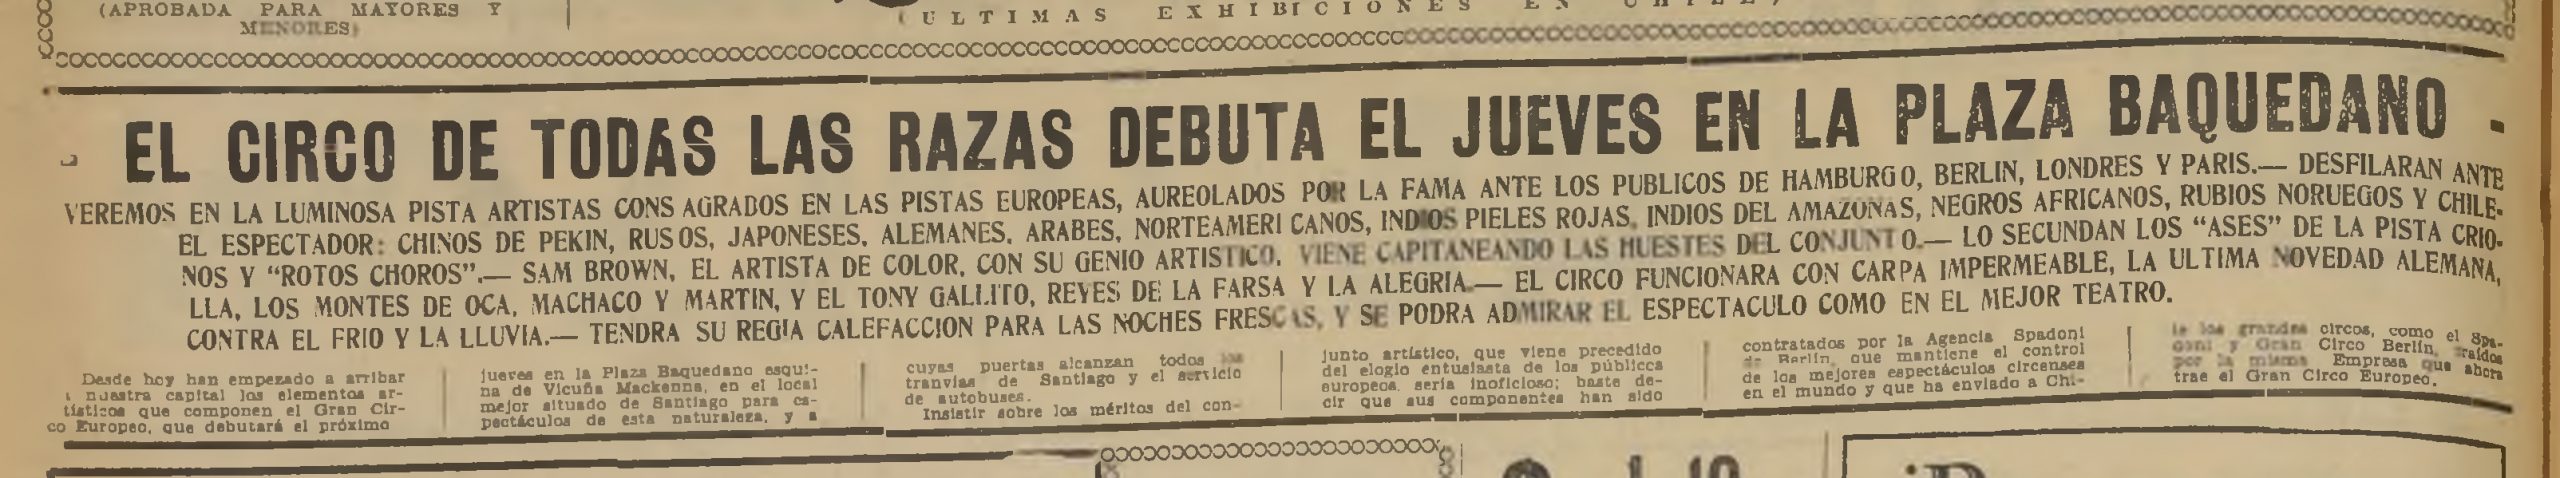 (APROBADA PARA MAYORES Y
MENORES)
(ULTIMAS EXHIBICIONES EN
EL CIRCO DE TODAS LAS RAZAS DEBUTA EL JUEVES EN LA PLAZA BAQUEDANO
VEREMOS EN LA LUMINOSA PISTA ARTISTAS CONS AGRADOS EN LAS PISTAS EUROPEAS, AUREOLADOS POR LA FAMA ANTE LOS PUBLICOS DE HAMBURGO, BERLIN, LONDRES Y PARIS.— DESFILARAN ANTE
EL ESPECTADOR: CHINOS DE PEKIN, RUSOS, JAPONESES, ALEMANES, ARABES, NORTEAMERI CANOS, INDIOS PIELES ROJAS, INDIOS DEL AMAZONAS, NEGROS AFRICANOS, RUBIOS NORUEGOS Y CHILE-
NOS Y "ROTOS CHOROS".— SAM BROWN, EL ARTISTA DE COLOR, CON SU GENIO ARTISTICO, VIENE CAPITANEANDO LAS HUESTES DEL CONJUNTO.— LO SECUNDAN LOS "ASES" DE LA PISTA CRIO-
LLA, LOS MONTES DE OCA, MACHACO Y MARTIN, Y EL TONY GALLITO, REYES DE LA FARSA Y LA ALEGRIA.— EL CIRCO FUNCIONARA CON CARPA IMPERMEABLE, LA ULTIMA NOVEDAD ALEMANA,
CONTRA EL FRIO Y LA LLUVIA.— TENDRA SU REGIA CALEFACCION PARA LAS NOCHES FRESCAS, Y SE PODRA ADMIRAR EL ESPECTACULO COMO EN EL MEJOR TEATRO.
Desde hoy han empezado a arribar
a nuestra capital los elementos ar-
tísticos que componen el Gran Cir-
co Europeo, que debutará el próximo
jueves en la Plaza Baquedano esqui-
na de Vicuña Mackenna, en el local
mejor situado de Santiago para es-
pectáculos de esta naturaleza, y a
cuyas puertas alcanzan todos los
tranvías de Santiago y el servicio
de autobuses.
Insistir sobre los méritos del con-
junto artístico, que viene precedido
del elogio entusiasta de los públicos
europeos, sería inoficioso; baste de-
cir que sus componentes han sido
contratados por la Agencia Spadoni
de Berlín, que mantiene el control
de los mejores espectáculos circenses
en el mundo y que ha enviado a Chi-
le los grandes circos, como el Spa-
doni y Gran Circo Berlín, traídos
por la misma Empresa que ahora
trae el Gran Circo Europeo.